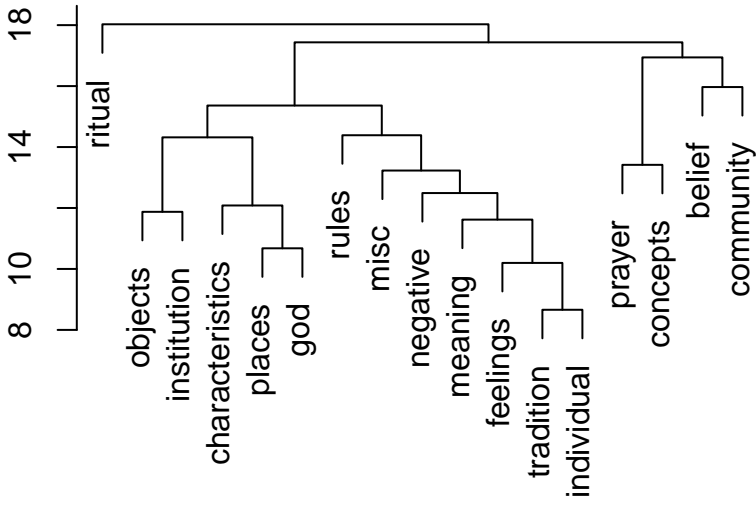 18
14
10
8
ritual
objects
institution
characteristics
places
god
rules
misc
negative
meaning
feelings
tradition
individual
prayer
concepts
belief
community